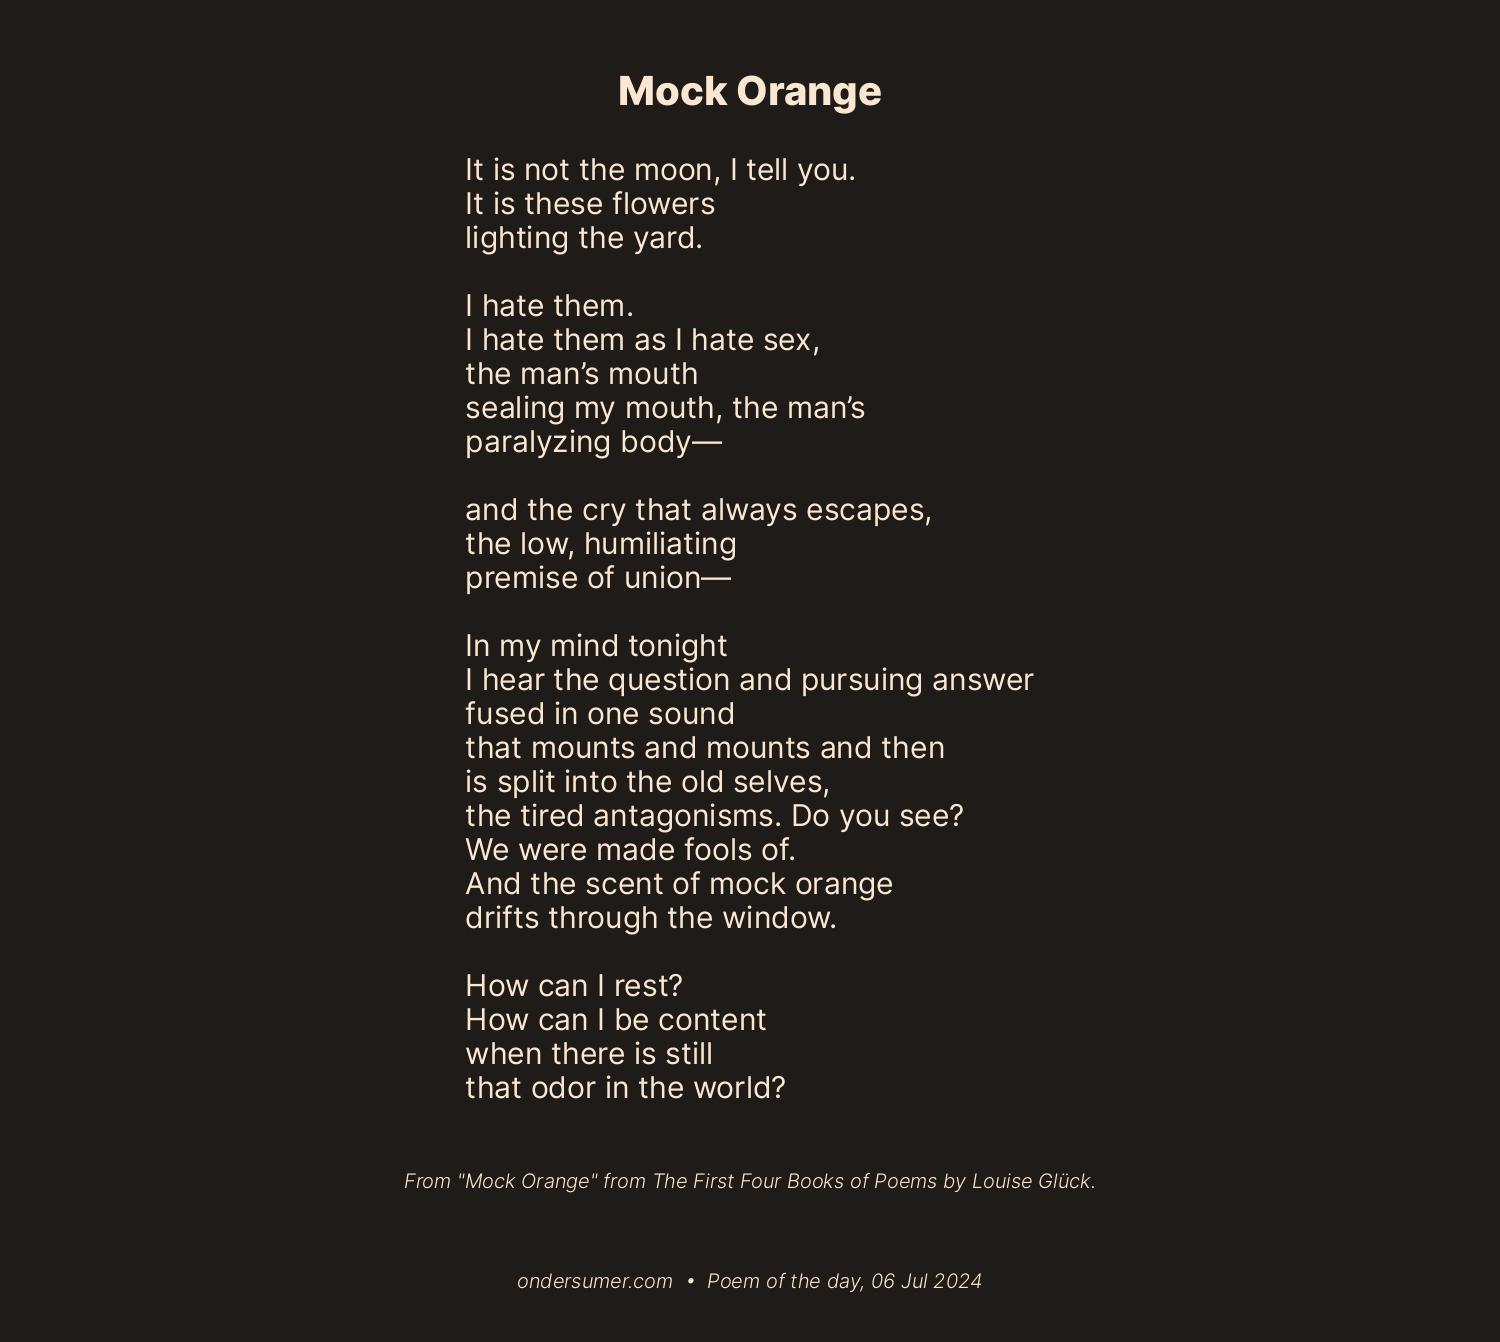 Mock Orange
It is not the moon, I tell you.
It is these flowers
lighting the yard.
I hate them.
I hate them as I hate sex,
the man’s mouth
sealing my mouth, the man’s
paralyzing body—
and the cry that always escapes,
the low, humiliating
premise of union—
In my mind tonight
I hear the question and pursuing answer
fused in one sound
that mounts and mounts and then
is split into the old selves,
the tired antagonisms. Do you see?
We were made fools of.
And the scent of mock orange
drifts through the window.
How can I rest?
How can I be content
when there is still
that odor in the world?
From "Mock Orange" from The First Four Books of Poems by Louise Glück.
ondersumer.com • Poem of the day, 06 Jul 2024